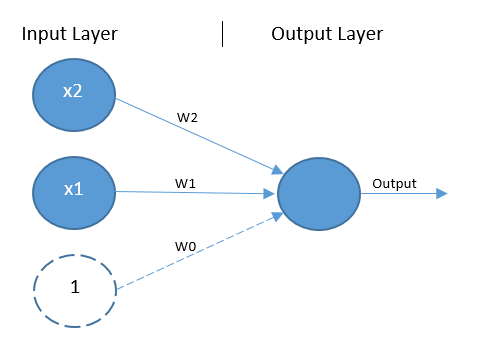 Input Layer
Output Layer
x2
W2
x1
W1
Output
W0
1